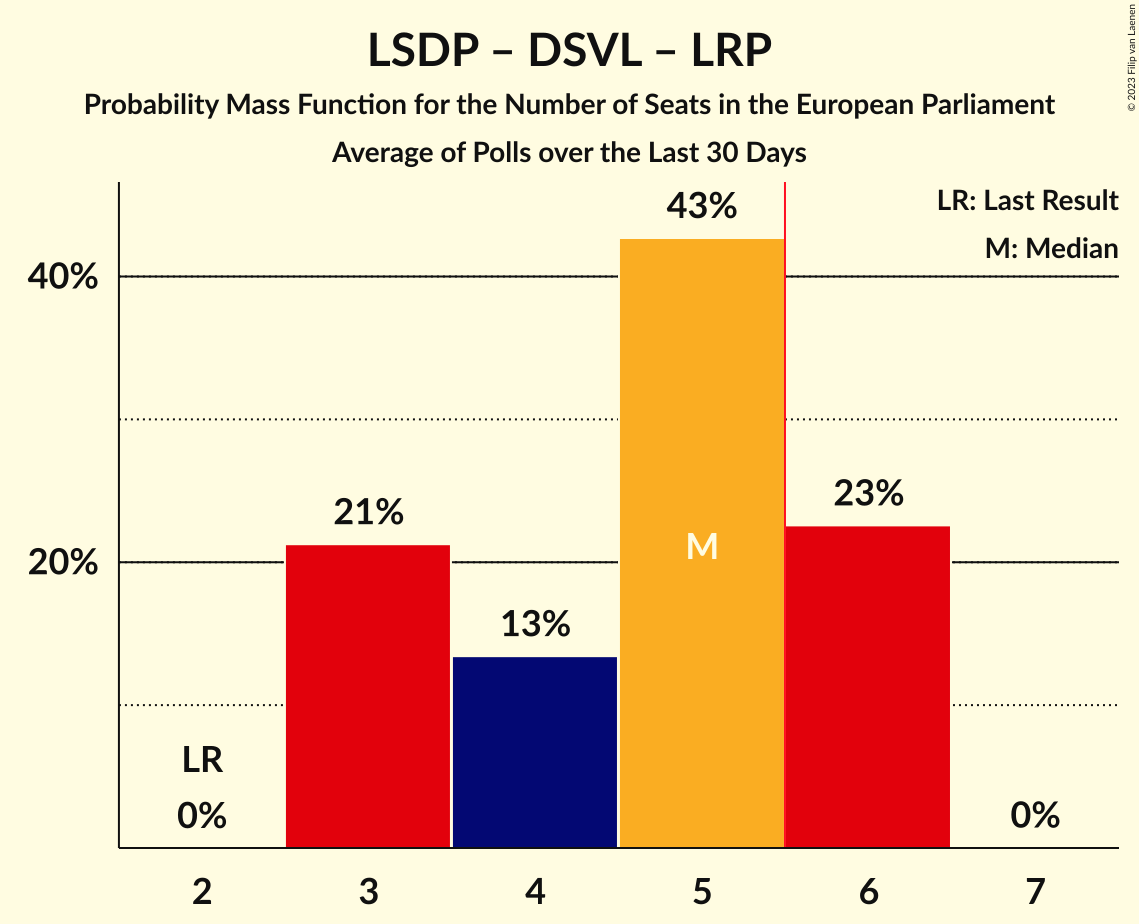 LSDP – DSVL – LRP
Probability Mass Function for the Number of Seats in the European Parliament
Average of Polls over the Last 30 Days
© 2023 Filip van Laenen
LR: Last Result
M: Median
43%
40%
23%
21%
M
20%
13%
LR
0%
0%
2 3 4 5 6 7